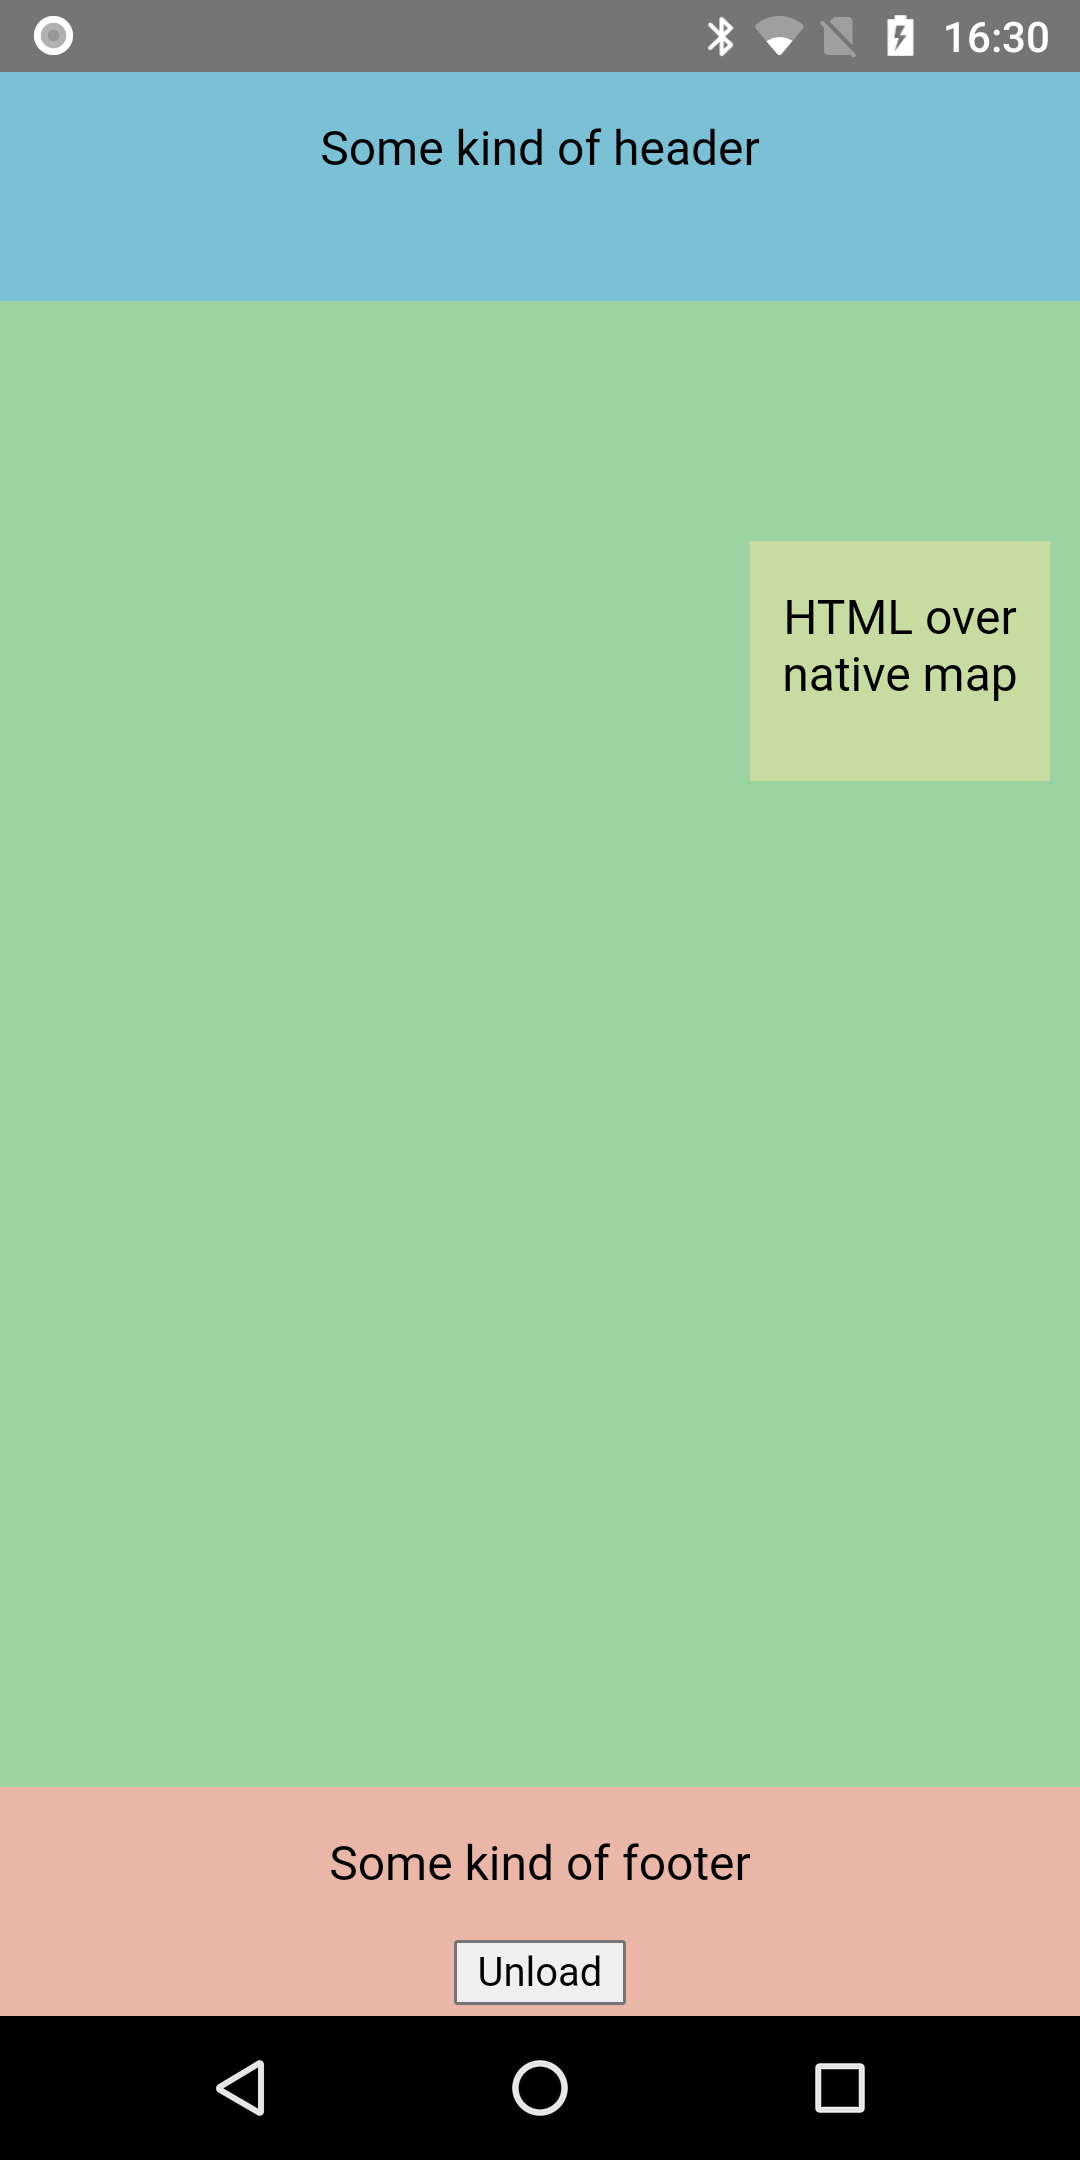 16:30
Some kind of header
HTML over
native map
Some kind of footer
Unload